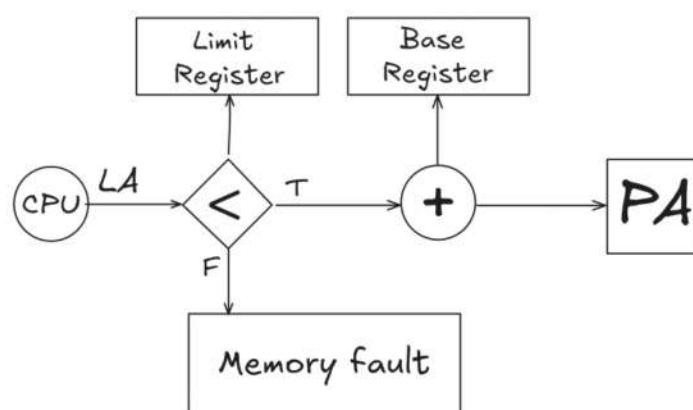 Limit
Register
Base
Register
CPU
LA
<
T
+
PA
F
Memory fault